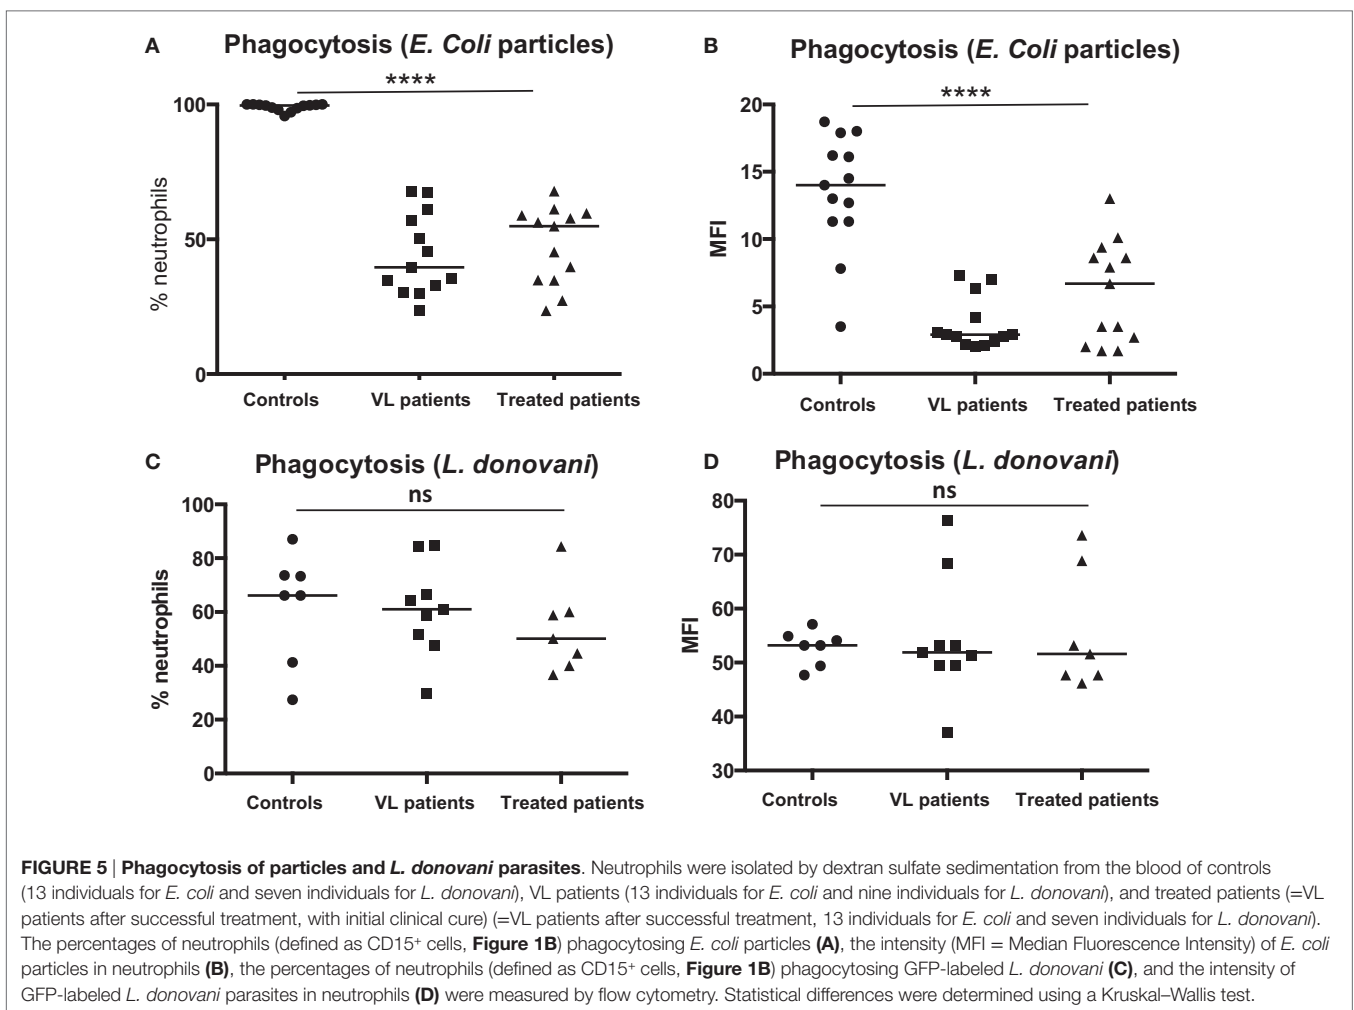 A
Phagocytosis (E. Coli particles)
****
% neutrophils
100
50
0
Controls
VL patients
Treated patients
B
Phagocytosis (E. Coli particles)
****
MFI
20
15
10
5
0
Controls
VL patients
Treated patients
C
Phagocytosis (L. donovani)
ns
% neutrophils
100
80
60
40
20
0
Controls
VL patients
Treated patients
D
Phagocytosis (L. donovani)
ns
MFI
80
70
60
50
40
30
Controls
VL patients
Treated patients
FIGURE 5 | Phagocytosis of particles and L. donovani parasites. Neutrophils were isolated by dextran sulfate sedimentation from the blood of controls
(13 individuals for E. coli and seven individuals for L. donovani), VL patients (13 individuals for E. coli and nine individuals for L. donovani), and treated patients (=VL
patients after successful treatment, with initial clinical cure) (=VL patients after successful treatment, 13 individuals for E. coli and seven individuals for L. donovani).
The percentages of neutrophils (defined as CD15⁺ cells, Figure 1B) phagocytosing E. coli particles (A), the intensity (MFI = Median Fluorescence Intensity) of E. coli
particles in neutrophils (B), the percentages of neutrophils (defined as CD15⁺ cells, Figure 1B) phagocytosing GFP-labeled L. donovani (C), and the intensity of
GFP-labeled L. donovani parasites in neutrophils (D) were measured by flow cytometry. Statistical differences were determined using a Kruskal–Wallis test.